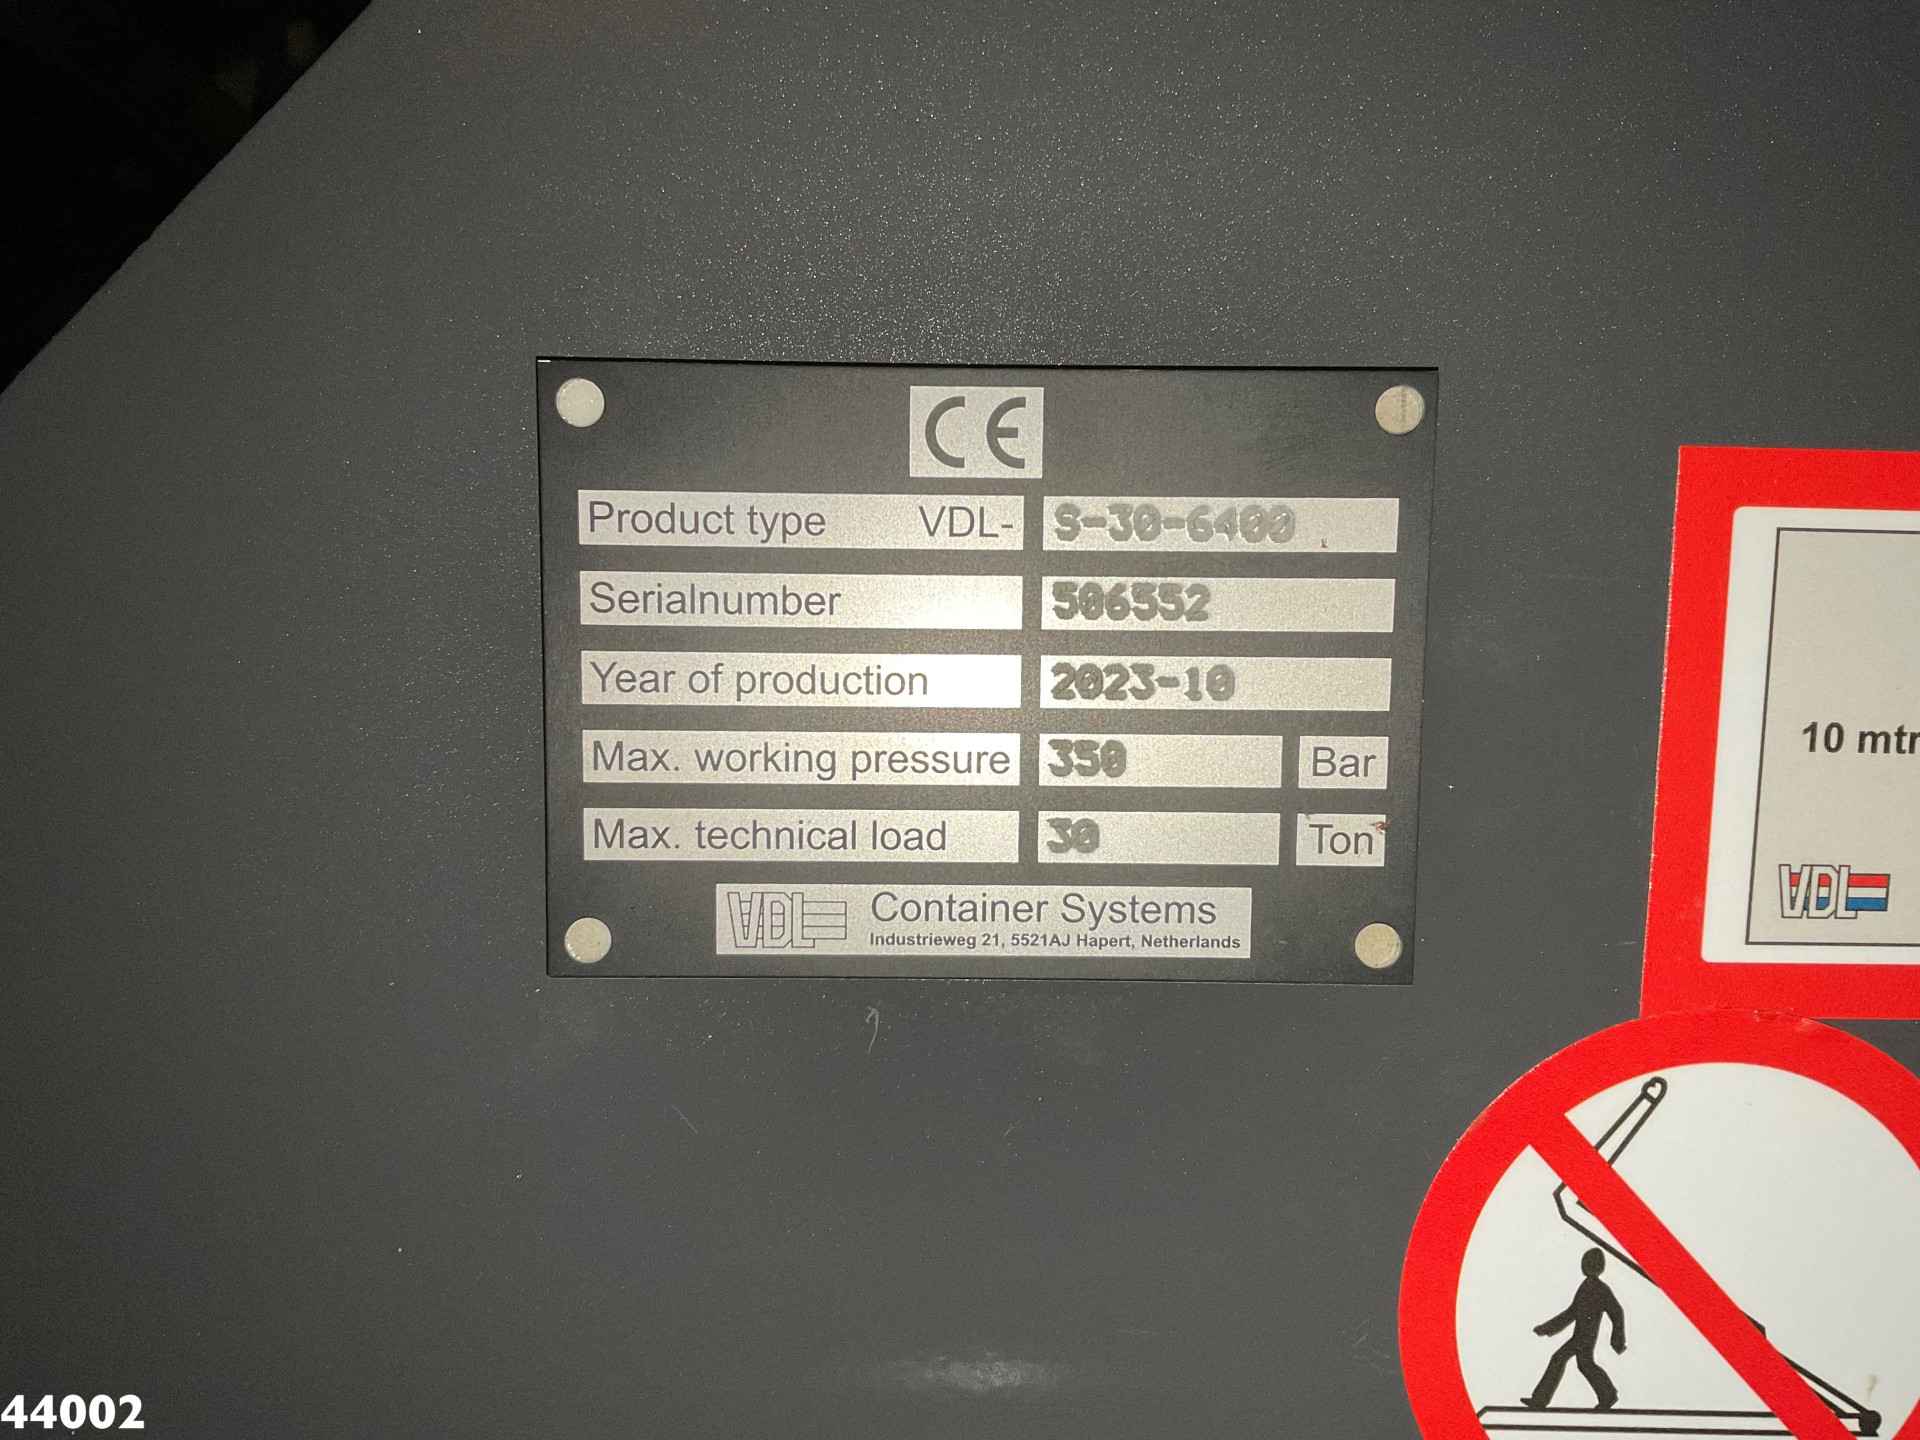 CE
Product type VDL- S-30-6400
Serialnumber 506552
Year of production 2023-10
Max. working pressure 350 Bar
Max. technical load 30 Ton
VDL Container Systems
Industrieweg 21, 5521AJ Hapert, Netherlands
10 mtr
VDL
44002